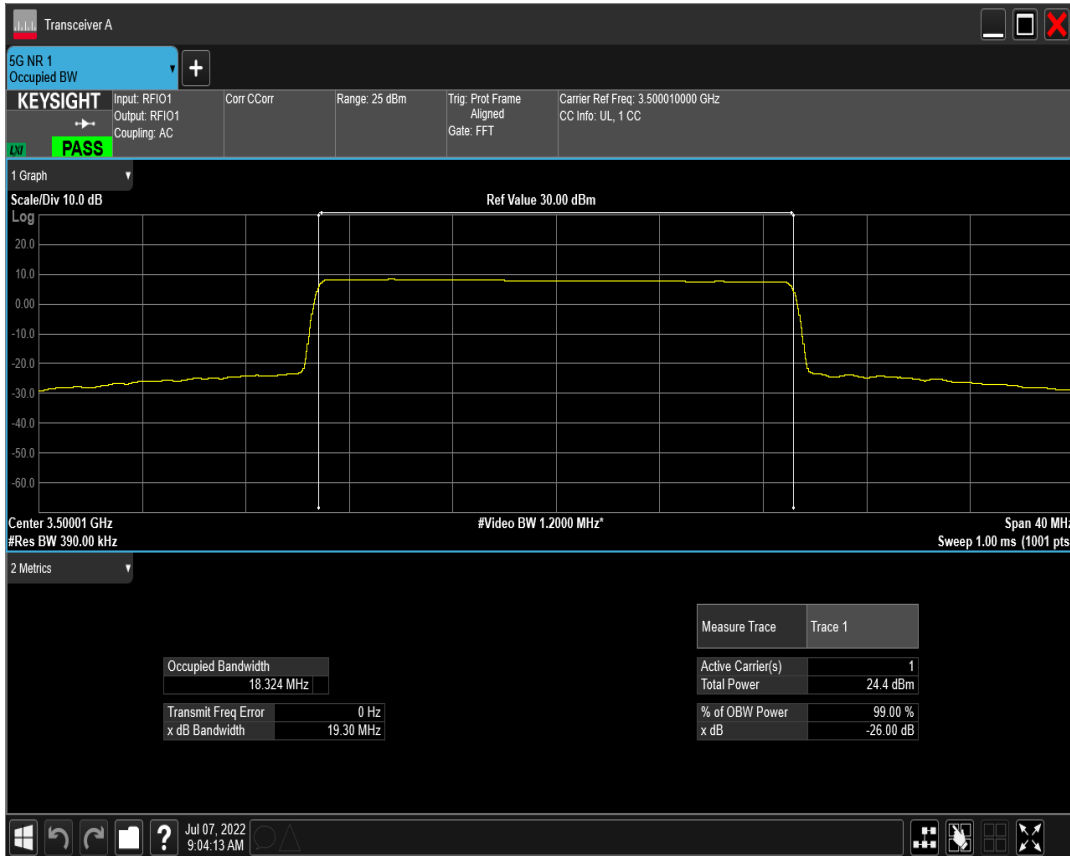 Transceiver A
5G NR 1
Occupied BW
+
KEYSIGHT
LXI
PASS
Input: RFIO1
Output: RFIO1
Coupling: AC
Corr CCorr
Range: 25 dBm
Trig: Prot Frame
Aligned
Gate: FFT
Carrier Ref Freq: 3.500010000 GHz
CC Info: UL, 1 CC
1 Graph
Scale/Div 10.0 dB
Ref Value 30.00 dBm
Log
20.0
10.0
0.00
-10.0
-20.0
-30.0
-40.0
-50.0
-60.0
Center 3.50001 GHz
#Video BW 1.2000 MHz*
Span 40 MHz
#Res BW 390.00 kHz
Sweep 1.00 ms (1001 pts
2 Metrics
Measure Trace Trace 1
Occupied Bandwidth
18.324 MHz
Active Carrier(s) 1
Total Power 24.4 dBm
Transmit Freq Error 0 Hz
x dB Bandwidth 19.30 MHz
% of OBW Power 99.00 %
x dB -26.00 dB
?
Jul 07, 2022
9:04:13 AM